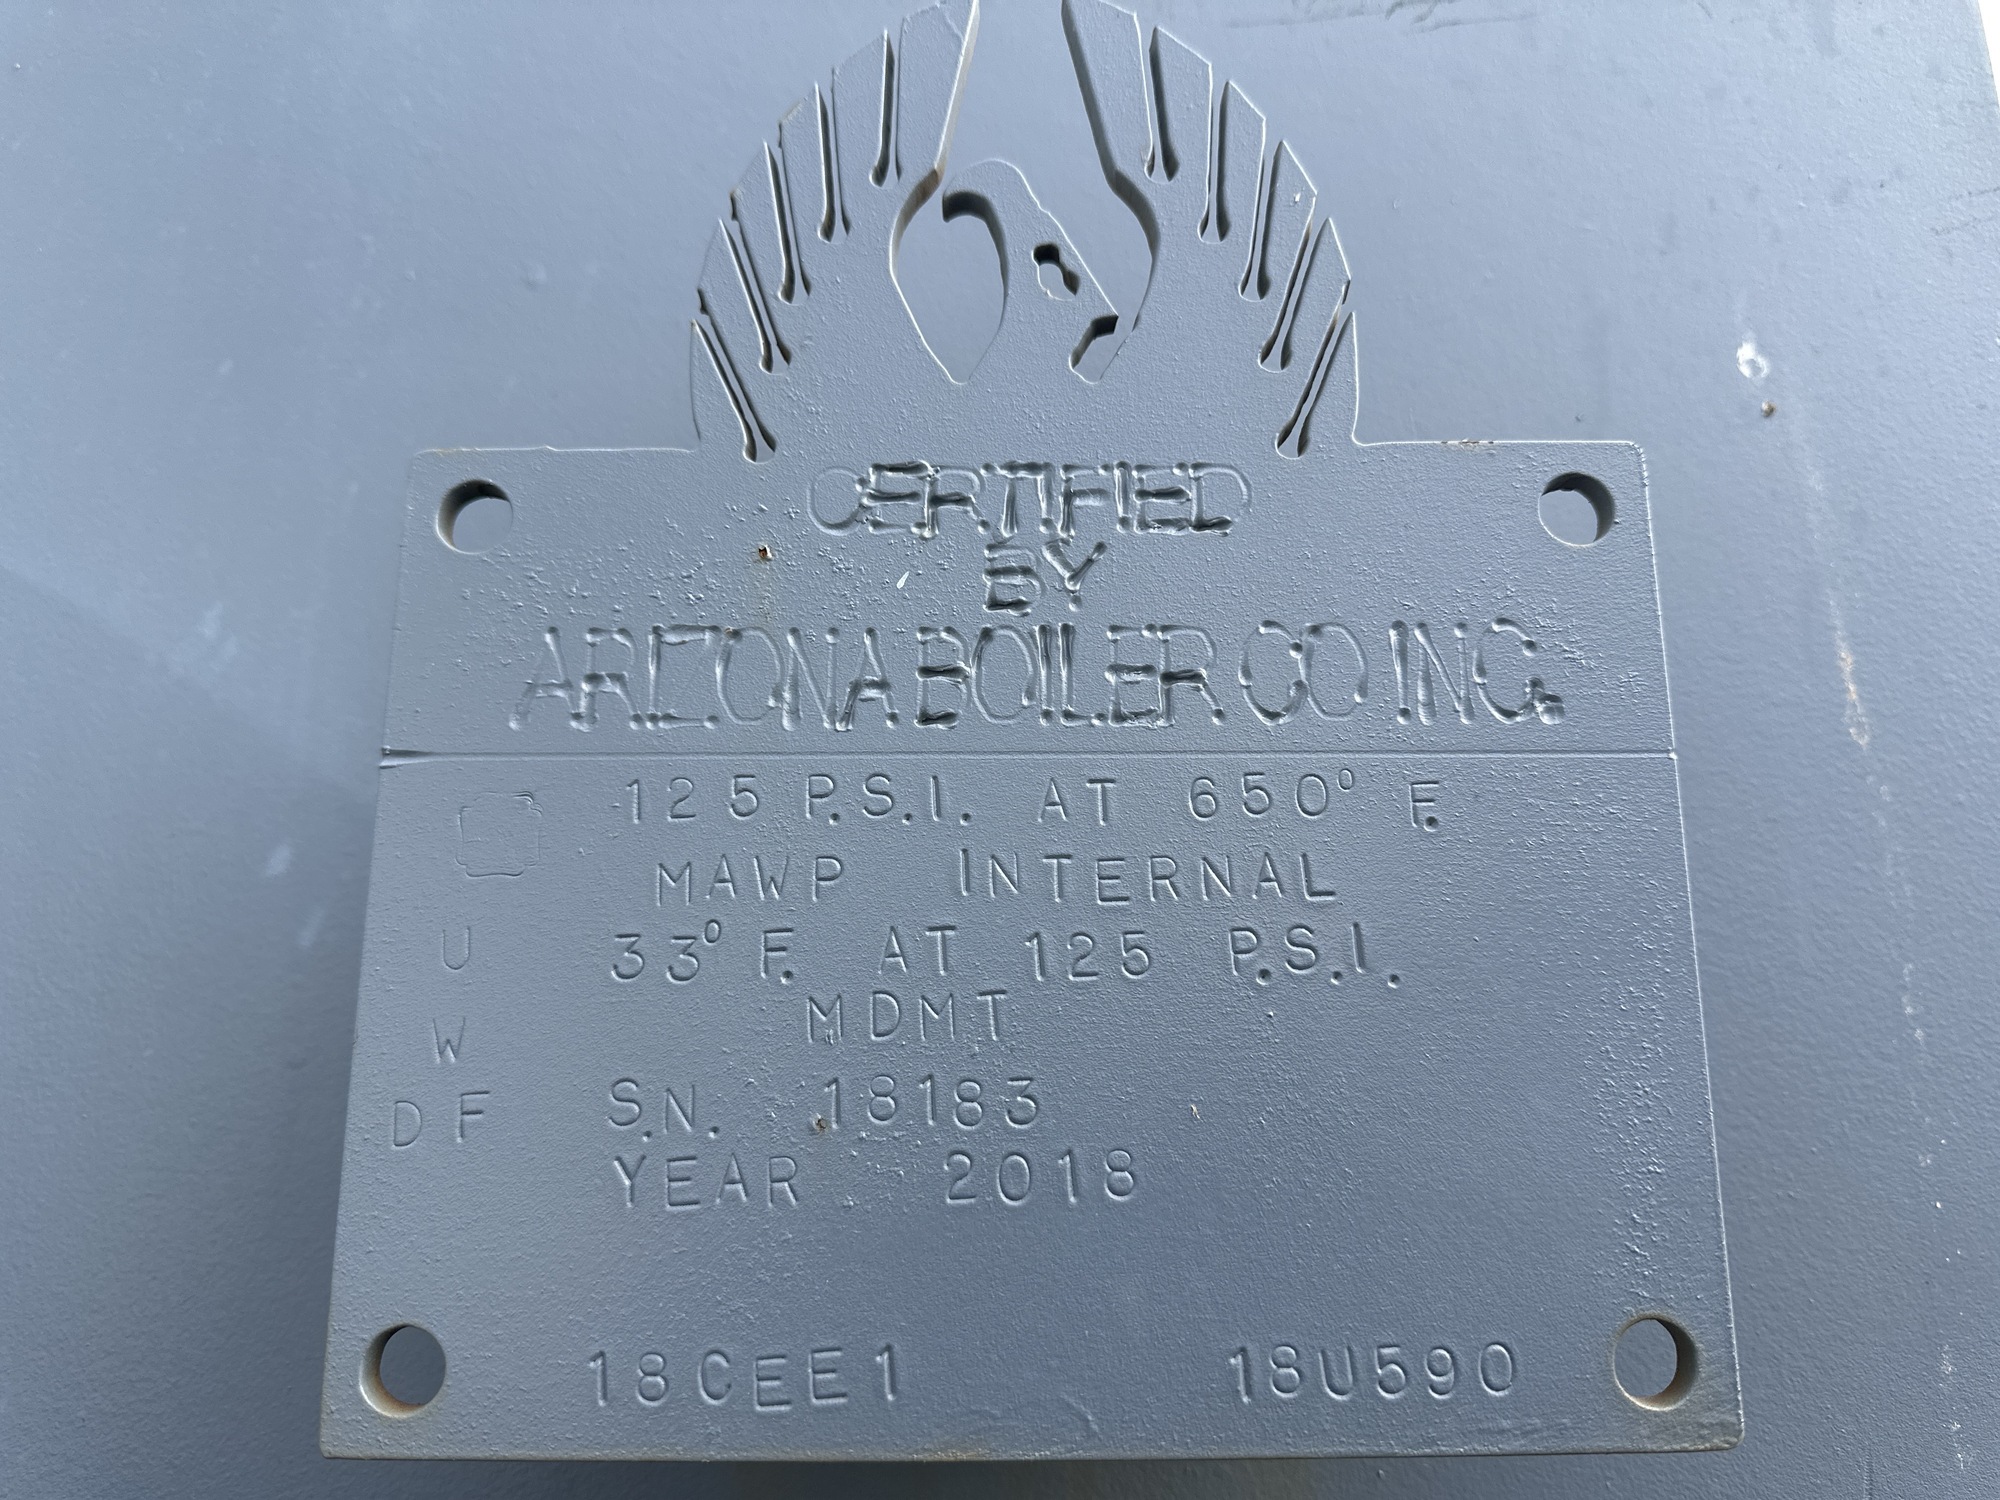 CERTIFIED
BY
ARIZONA BOILER CO INC.
125 P.S.I. AT 650° F.
MAWP INTERNAL
U 33° F. AT 125 P.S.I.
W MDMT
DF S.N. 18183
YEAR 2018
18CEE1 18U590